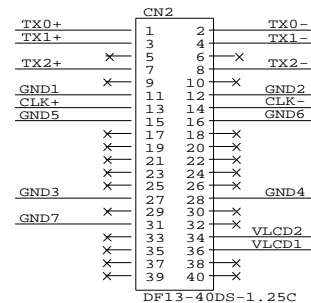 CN2
TX0+ 1 2 TX0-
TX1+ 3 4 TX1-
5 6
TX2+ 7 8 TX2-
9 10
GND1 11 12 GND2
CLK+ 13 14 CLK-
GND5 15 16 GND6
17 18
19 20
21 22
23 24
25 26
GND3 27 28 GND4
29 30
GND7 31 32
33 34 VLCD2
35 36 VLCD1
37 38
39 40
DF13-40DS-1.25C